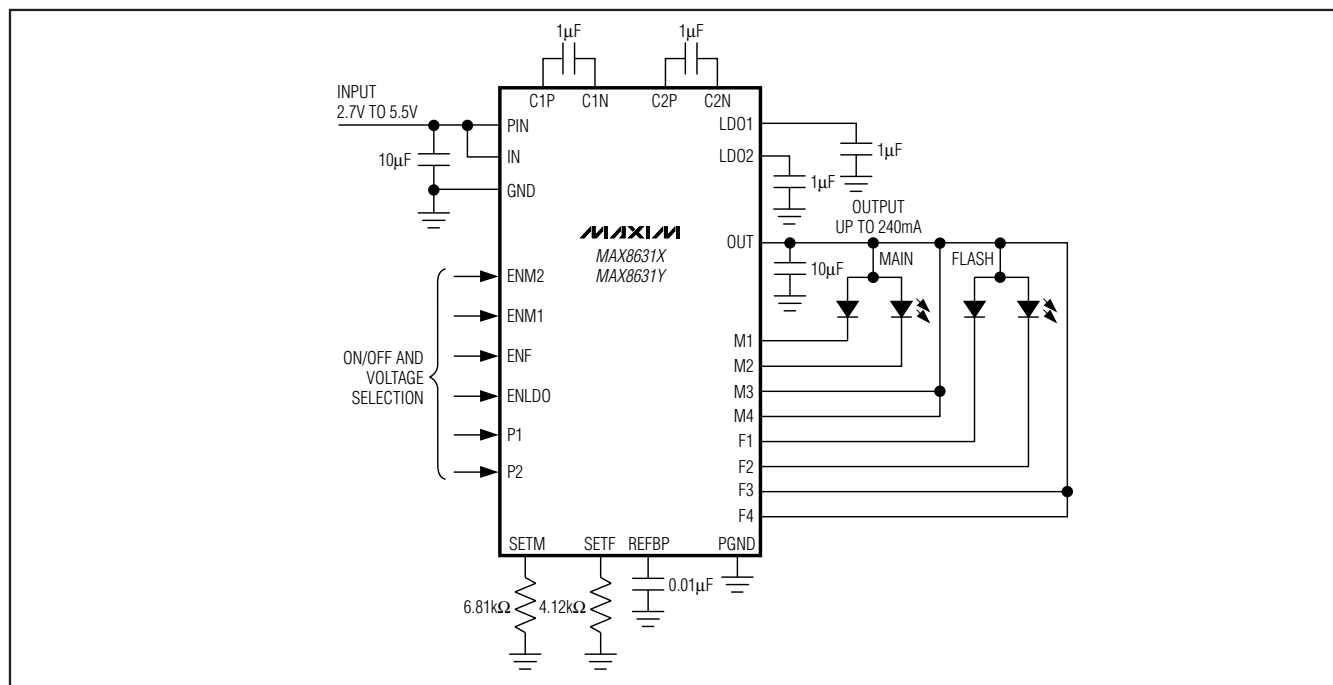 1µF
1µF
INPUT
2.7V TO 5.5V
C1P
C1N
C2P
C2N
PIN
LDO1
10µF
IN
LDO2
1µF
GND
1µF
OUTPUT
UP TO 240mA
MAXIM
MAX8631X
MAX8631Y
OUT
MAIN
FLASH
10µF
ENM2
ENM1
ON/OFF AND
VOLTAGE
SELECTION
ENF
ENLDO
P1
P2
M1
M2
M3
M4
F1
F2
F3
F4
SETM
SETF
REFBP
PGND
6.81kΩ
4.12kΩ
0.01µF